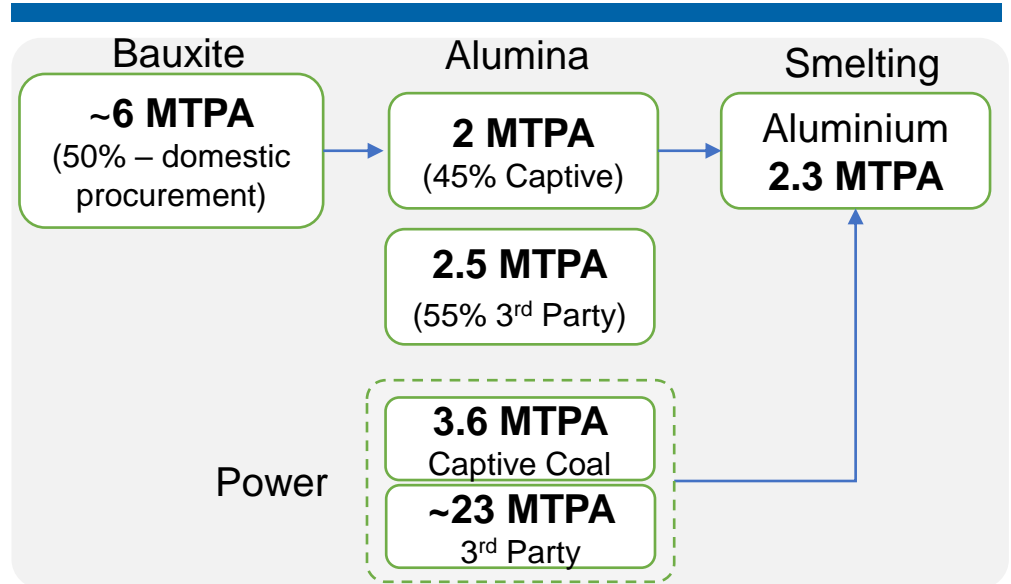 Bauxite
~6 MTPA
(50% – domestic
procurement)
Alumina
2 MTPA
(45% Captive)
2.5 MTPA
(55% 3rd Party)
Smelting
Aluminium
2.3 MTPA
Power
3.6 MTPA
Captive Coal
~23 MTPA
3rd Party